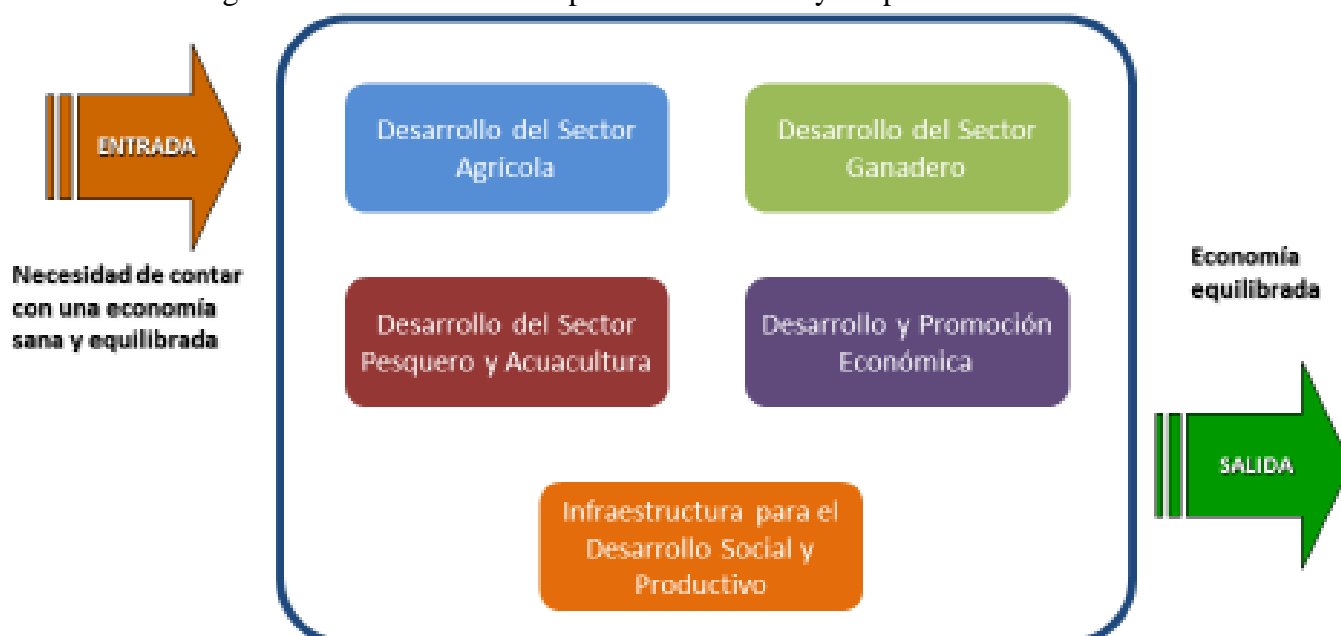 ENTRADA
Necesidad de contar
con una economía
sana y equilibrada
Desarrollo del Sector
Agrícola
Desarrollo del Sector
Ganadero
Desarrollo del Sector
Pesquero y Acuacultura
Desarrollo y Promoción
Económica
Infraestructura para el
Desarrollo Social y
Productivo
Economía
equilibrada
SALIDA